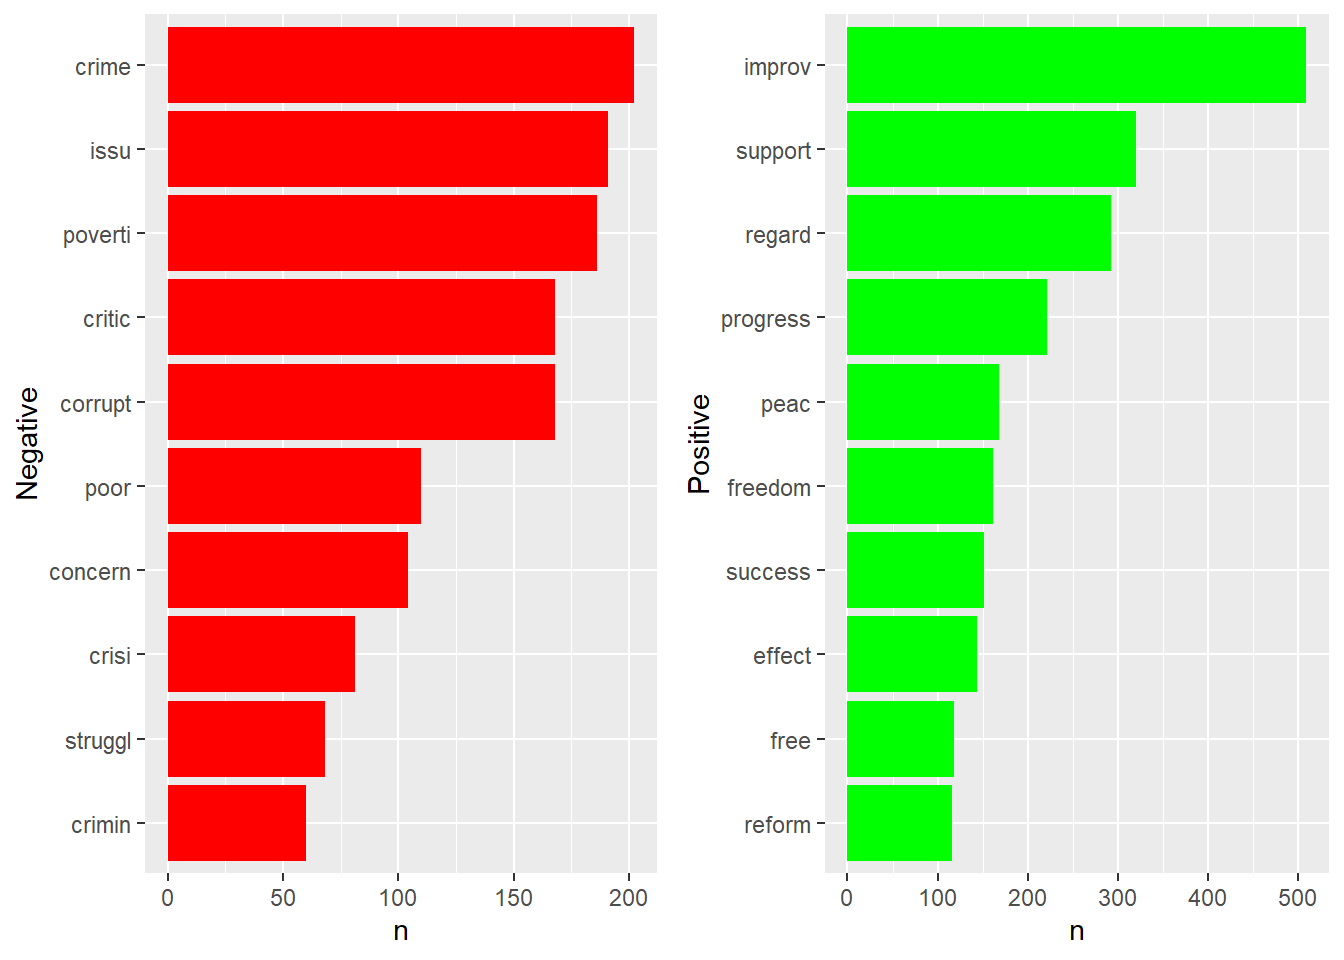 Negative
crime
issu
poverti
critic
corrupt
poor
concern
crisi
struggl
crimin
0 50 100 150 200
n
Positive
improv
support
regard
progress
peac
freedom
success
effect
free
reform
0 100 200 300 400 500
n